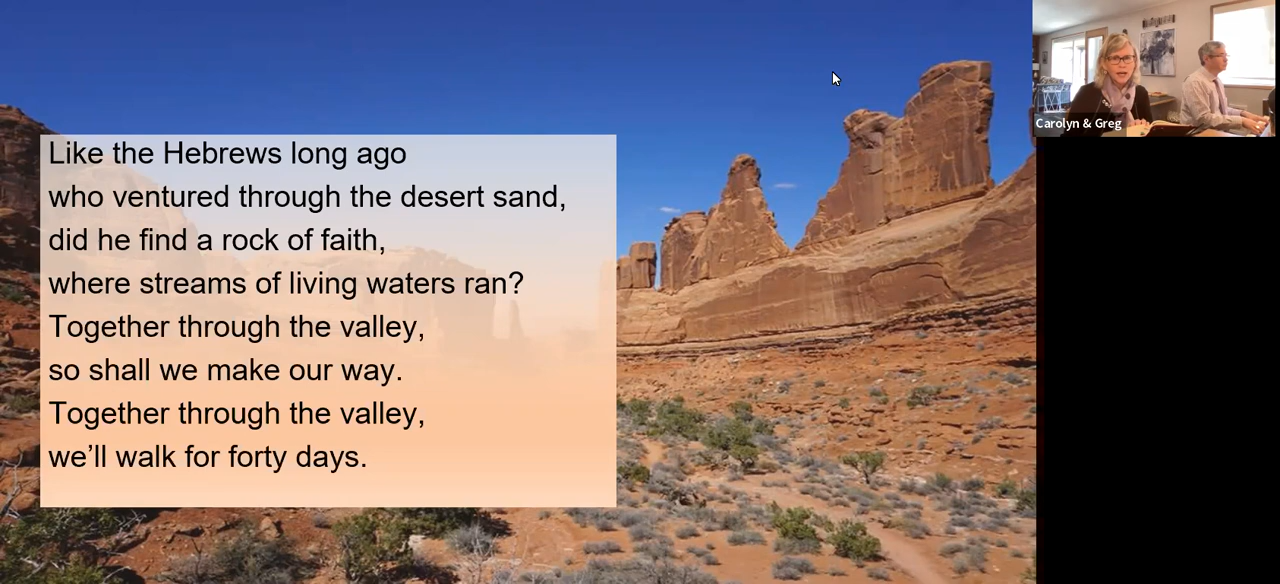 Like the Hebrews long ago
who ventured through the desert sand,
did he find a rock of faith,
where streams of living waters ran?
Together through the valley,
so shall we make our way.
Together through the valley,
we’ll walk for forty days.
Carolyn & Greg